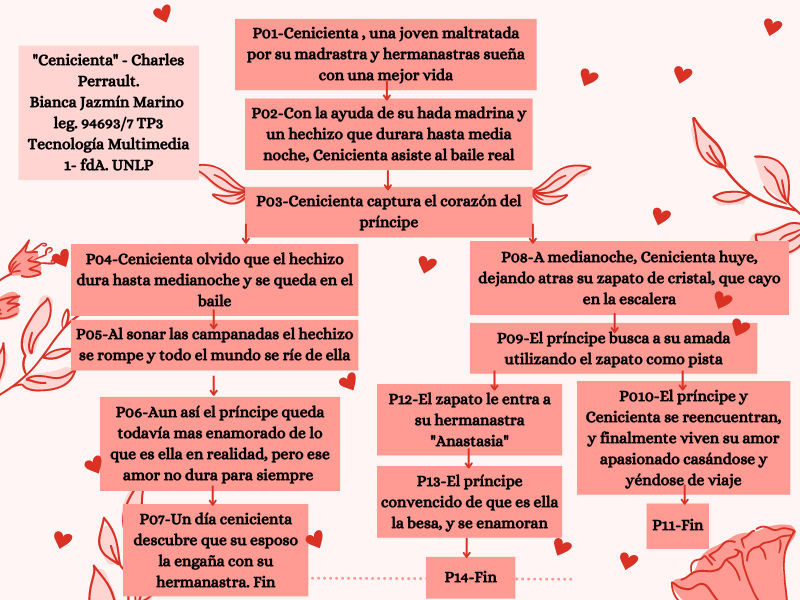 "Cenicienta" - Charles
Perrault.
Bianca Jazmín Marino
leg. 94693/7 TP3
Tecnología Multimedia
1- fdA. UNLP
P01-Cenicienta , una joven maltratada
por su madrastra y hermanastras sueña
con una mejor vida
P02-Con la ayuda de su hada madrina y
un hechizo que durara hasta media
noche, Cenicienta asiste al baile real
P03-Cenicienta captura el corazón del
príncipe
P04-Cenicienta olvido que el hechizo
dura hasta medianoche y se queda en el
baile
P05-Al sonar las campanadas el hechizo
se rompe y todo el mundo se ríe de ella
P06-Aun así el príncipe queda
todavía mas enamorado de lo
que es ella en realidad, pero ese
amor no dura para siempre
P07-Un día cenicienta
descubre que su esposo
la engaña con su
hermanastra. Fin
P08-A medianoche, Cenicienta huye,
dejando atras su zapato de cristal, que cayo
en la escalera
P09-El príncipe busca a su amada
utilizando el zapato como pista
P12-El zapato le entra a
su hermanastra
"Anastasia"
P13-El príncipe
convencido de que es ella
la besa, y se enamoran
P14-Fin
P010-El príncipe y
Cenicienta se reencuentran,
y finalmente viven su amor
apasionado casándose y
yéndose de viaje
P11-Fin